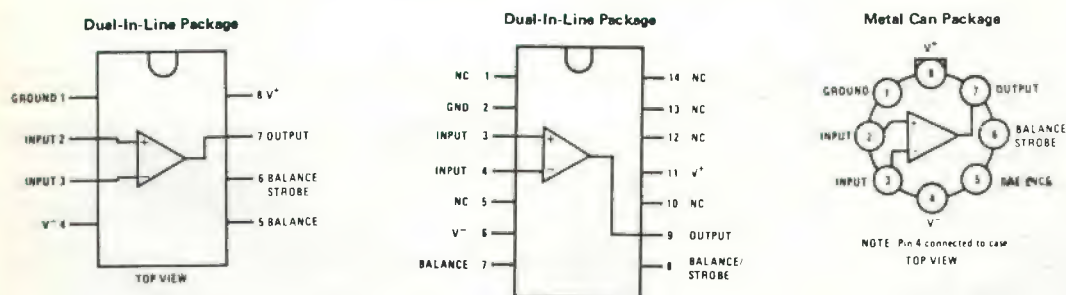 Dual-In-Line Package
GROUND 1
INPUT 2
INPUT 3
V⁻ 4
8 V⁺
7 OUTPUT
6 BALANCE
STROBE
5 BALANCE
+
−
TOP VIEW
Dual-In-Line Package
NC 1
GND 2
INPUT 3
INPUT 4
NC 5
V⁻ 6
BALANCE 7
14 NC
13 NC
12 NC
11 V⁺
10 NC
9 OUTPUT
8 BALANCE/
STROBE
+
−
Metal Can Package
V⁺
8
GROUND 1
7 OUTPUT
INPUT 2
+
6 BALANCE
STROBE
−
INPUT 3
5
4
V⁻
NOTE Pin 4 connected to case
TOP VIEW